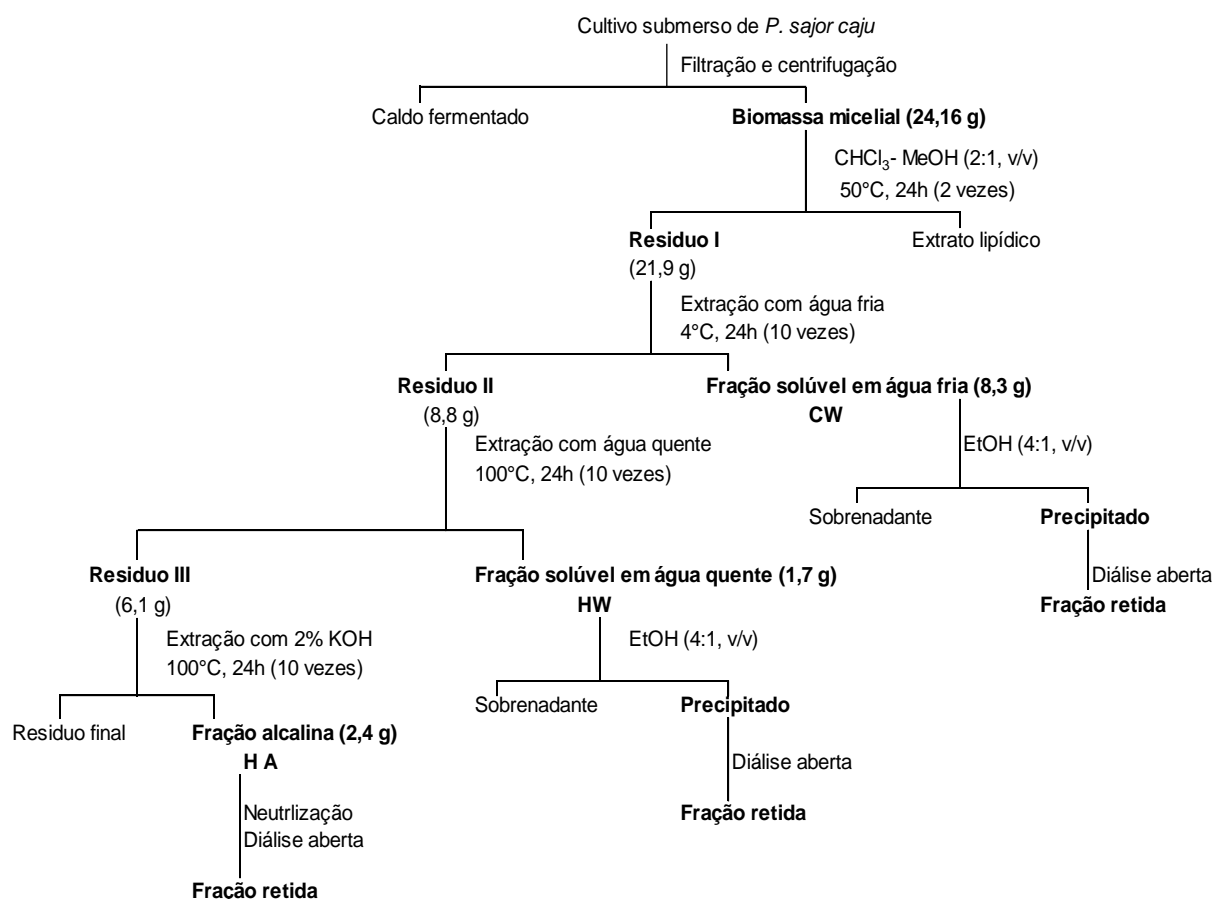 Cultivo submerso de P. sajor caju
Filtração e centrifugação
Caldo fermentado
Biomassa micelial (24,16 g)
CHCl₃- MeOH (2:1, v/v)
50°C, 24h (2 vezes)
Residuo I
Extrato lipídico
(21,9 g)
Extração com água fria
4°C, 24h (10 vezes)
Residuo II
Fração solúvel em água fria (8,3 g)
(8,8 g)
CW
Extração com água quente
100°C, 24h (10 vezes)
EtOH (4:1, v/v)
Sobrenadante
Precipitado
Diálise aberta
Fração retida
Residuo III
Fração solúvel em água quente (1,7 g)
(6,1 g)
HW
Extração com 2% KOH
100°C, 24h (10 vezes)
EtOH (4:1, v/v)
Sobrenadante
Precipitado
Residuo final
Fração alcalina (2,4 g)
H A
Diálise aberta
Fração retida
Neutrlização
Diálise aberta
Fração retida